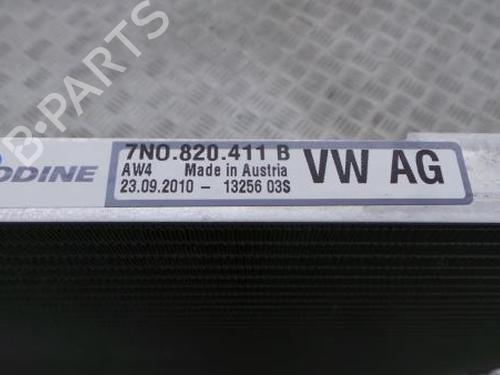 B-PARTS
ODINE
7N0.820.411 B
AW4 Made in Austria
23.09.2010 - 13256 03S
VW AG